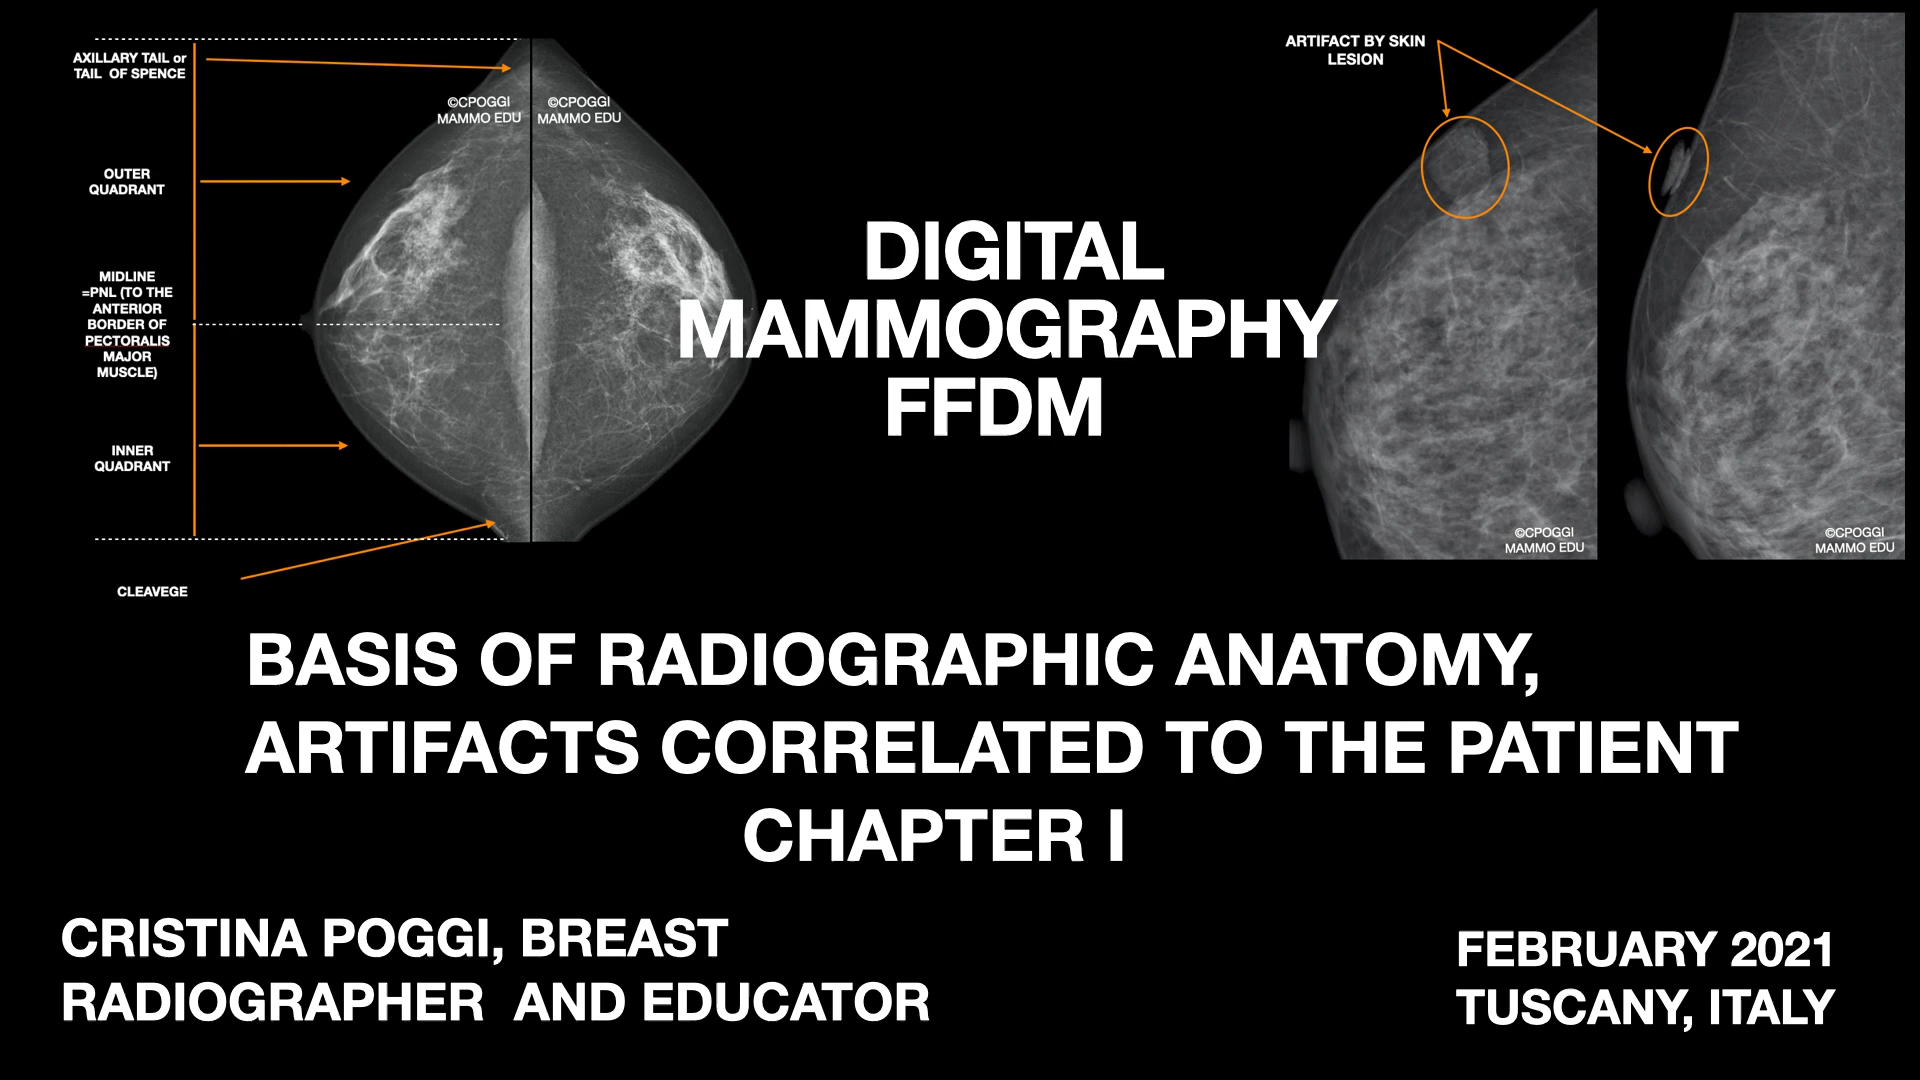 AXILLARY TAIL or
TAIL OF SPENCE
©CPOGGI
MAMMO EDU
©CPOGGI
MAMMO EDU
OUTER
QUADRANT
MIDLINE
=PNL (TO THE
ANTERIOR
BORDER OF
PECTORALIS
MAJOR
MUSCLE)
INNER
QUADRANT
CLEAVEGE
DIGITAL
MAMMOGRAPHY
FFDM
ARTIFACT BY SKIN
LESION
©CPOGGI
MAMMO EDU
©CPOGGI
MAMMO EDU
BASIS OF RADIOGRAPHIC ANATOMY,
ARTIFACTS CORRELATED TO THE PATIENT
CHAPTER I
CRISTINA POGGI, BREAST
RADIOGRAPHER AND EDUCATOR
FEBRUARY 2021
TUSCANY, ITALY